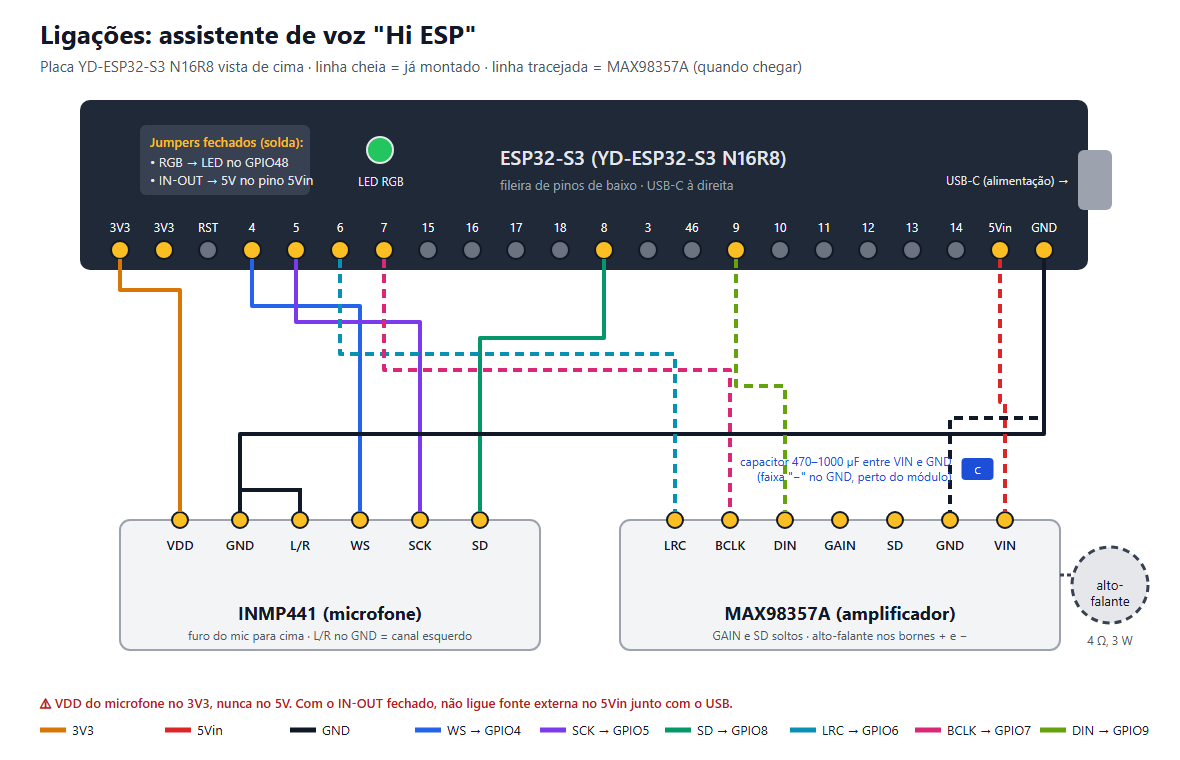 Ligações: assistente de voz "Hi ESP"
Placa YD-ESP32-S3 N16R8 vista de cima · linha cheia = já montado · linha tracejada = MAX98357A (quando chegar)
Jumpers fechados (solda):
• RGB → LED no GPIO48
• IN-OUT → 5V no pino 5Vin
LED RGB
ESP32-S3 (YD-ESP32-S3 N16R8)
fileira de pinos de baixo · USB-C à direita
USB-C (alimentação) →
3V3 3V3 RST 4 5 6 7 15 16 17 18 8 3 46 9 10 11 12 13 14 5Vin GND
capacitor 470–1000 µF entre VIN e GND
(faixa "−" no GND, perto do módulo)
C
VDD GND L/R WS SCK SD
LRC BCLK DIN GAIN SD GND VIN
INMP441 (microfone)
furo do mic para cima · L/R no GND = canal esquerdo
MAX98357A (amplificador)
GAIN e SD soltos · alto-falante nos bornes + e −
alto-
falante
4 Ω, 3 W
⚠ VDD do microfone no 3V3, nunca no 5V. Com o IN-OUT fechado, não ligue fonte externa no 5Vin junto com o USB.
3V3 5Vin GND WS → GPIO4 SCK → GPIO5 SD → GPIO8 LRC → GPIO6 BCLK → GPIO7 DIN → GPIO9